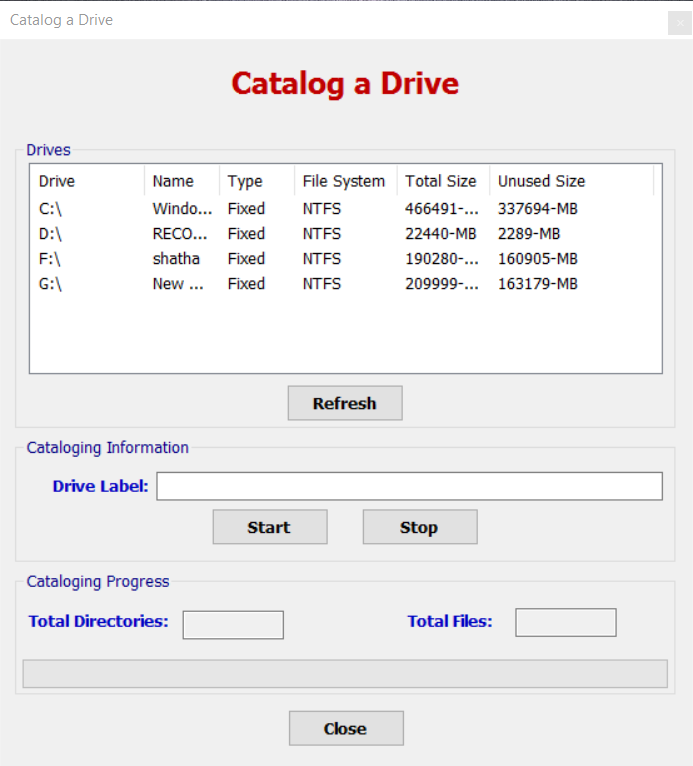 Catalog a Drive
Catalog a Drive
Drives
Drive Name Type File System Total Size Unused Size
C:\ Windo... Fixed NTFS 466491-... 337694-MB
D:\ RECO... Fixed NTFS 22440-MB 2289-MB
F:\ shatha Fixed NTFS 190280-... 160905-MB
G:\ New ... Fixed NTFS 209999-... 163179-MB
Refresh
Cataloging Information
Drive Label:
Start Stop
Cataloging Progress
Total Directories: Total Files:
Close